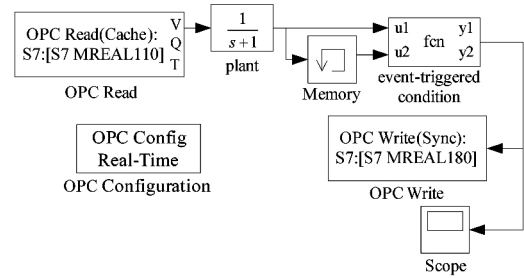 OPC Read(Cache):
S7:[S7 MREAL110]
V
Q
T
OPC Read
1
s+1
plant
Memory
u1
u2
fcn
y1
y2
event-triggered
condition
OPC Config
Real-Time
OPC Configuration
OPC Write(Sync):
S7:[S7 MREAL180]
OPC Write
Scope